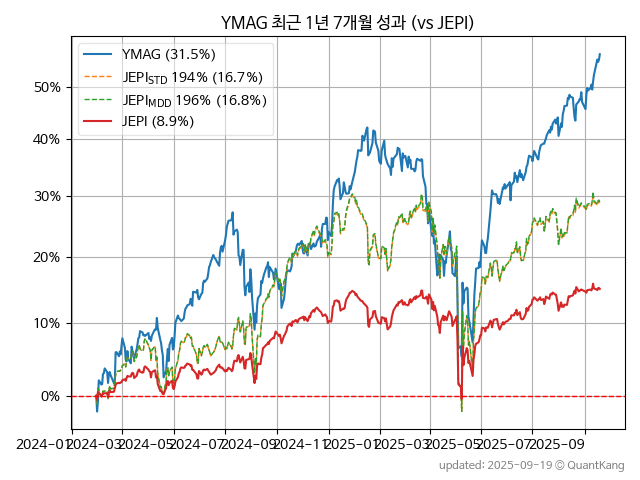 YMAG 최근 1년 7개월 성과 (vs JEPI)
YMAG (31.5%)
JEPI_STD 194% (16.7%)
JEPI_MDD 196% (16.8%)
JEPI (8.9%)
50%
40%
30%
20%
10%
0%
2024-01 2024-03 2024-05 2024-07 2024-09 2024-11 2025-01 2025-03 2025-05 2025-07 2025-09
updated: 2025-09-19 © QuantKang